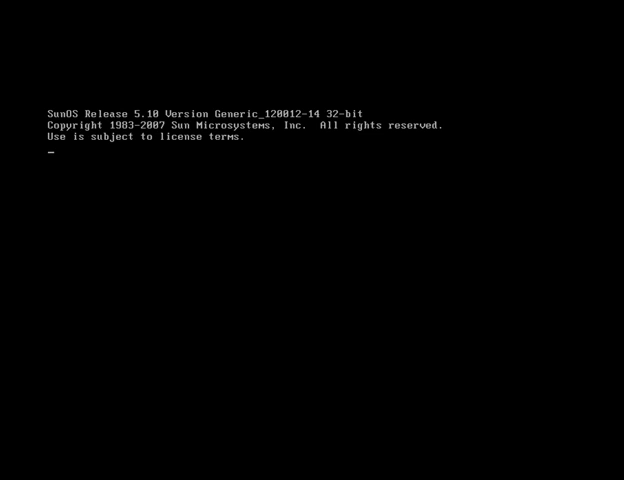 SunOS Release 5.10 Version Generic_120012-14 32-bit
Copyright 1983-2007 Sun Microsystems, Inc.  All rights reserved.
Use is subject to license terms.